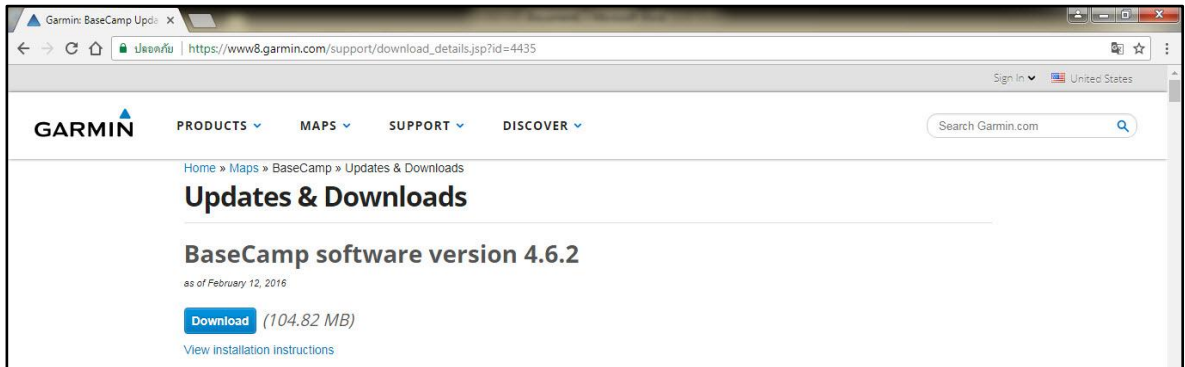 Garmin: BaseCamp Upda
ปลอดภัย | https://www8.garmin.com/support/download_details.jsp?id=4435
Sign In United States
GARMIN PRODUCTS MAPS SUPPORT DISCOVER Search Garmin.com
Home » Maps » BaseCamp » Updates & Downloads
Updates & Downloads
BaseCamp software version 4.6.2
as of February 12, 2016
Download (104.82 MB)
View installation instructions